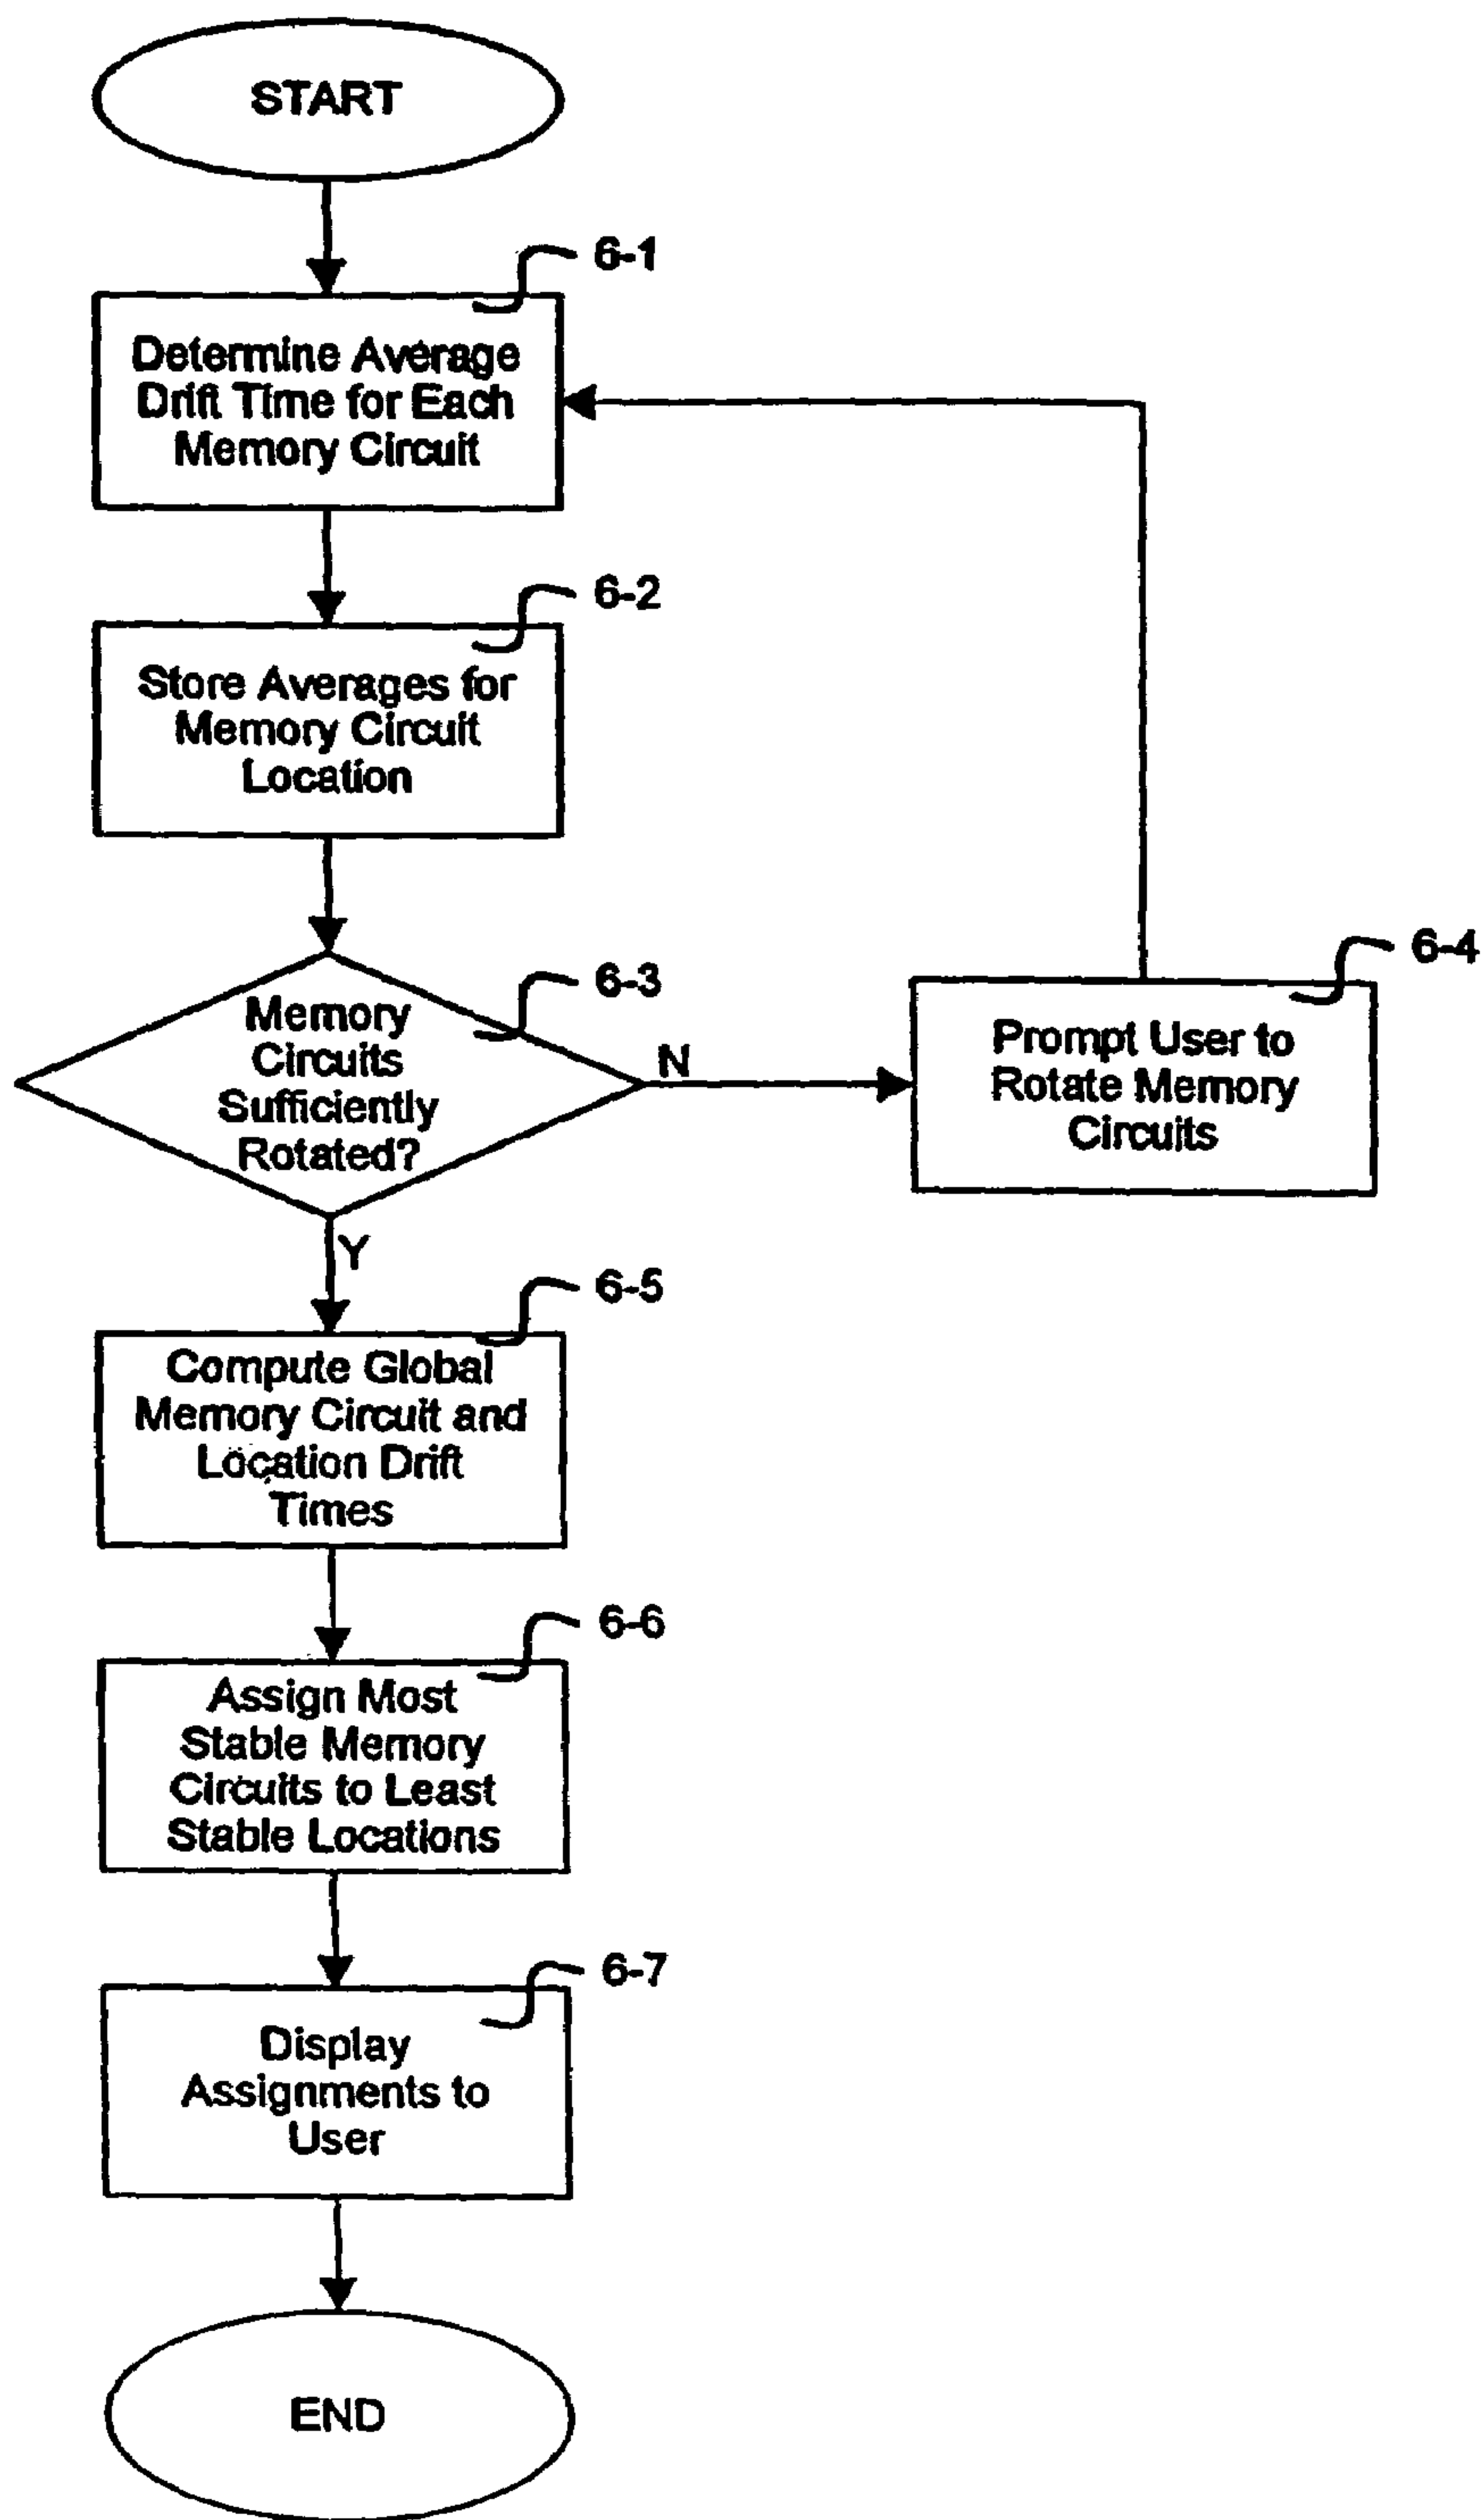 START
6-1
Determine Average
Drift Time for Each
Memory Circuit
6-2
Store Averages for
Memory Circuit
Location
6-3
Memory
Circuits
Sufficiently
Rotated?
N
6-4
Prompt User to
Rotate Memory
Circuits
Y
6-5
Compute Global
Memory Circuit and
Location Drift
Times
6-6
Assign Most
Stable Memory
Circuits to Least
Stable Locations
6-7
Display
Assignments to
User
END